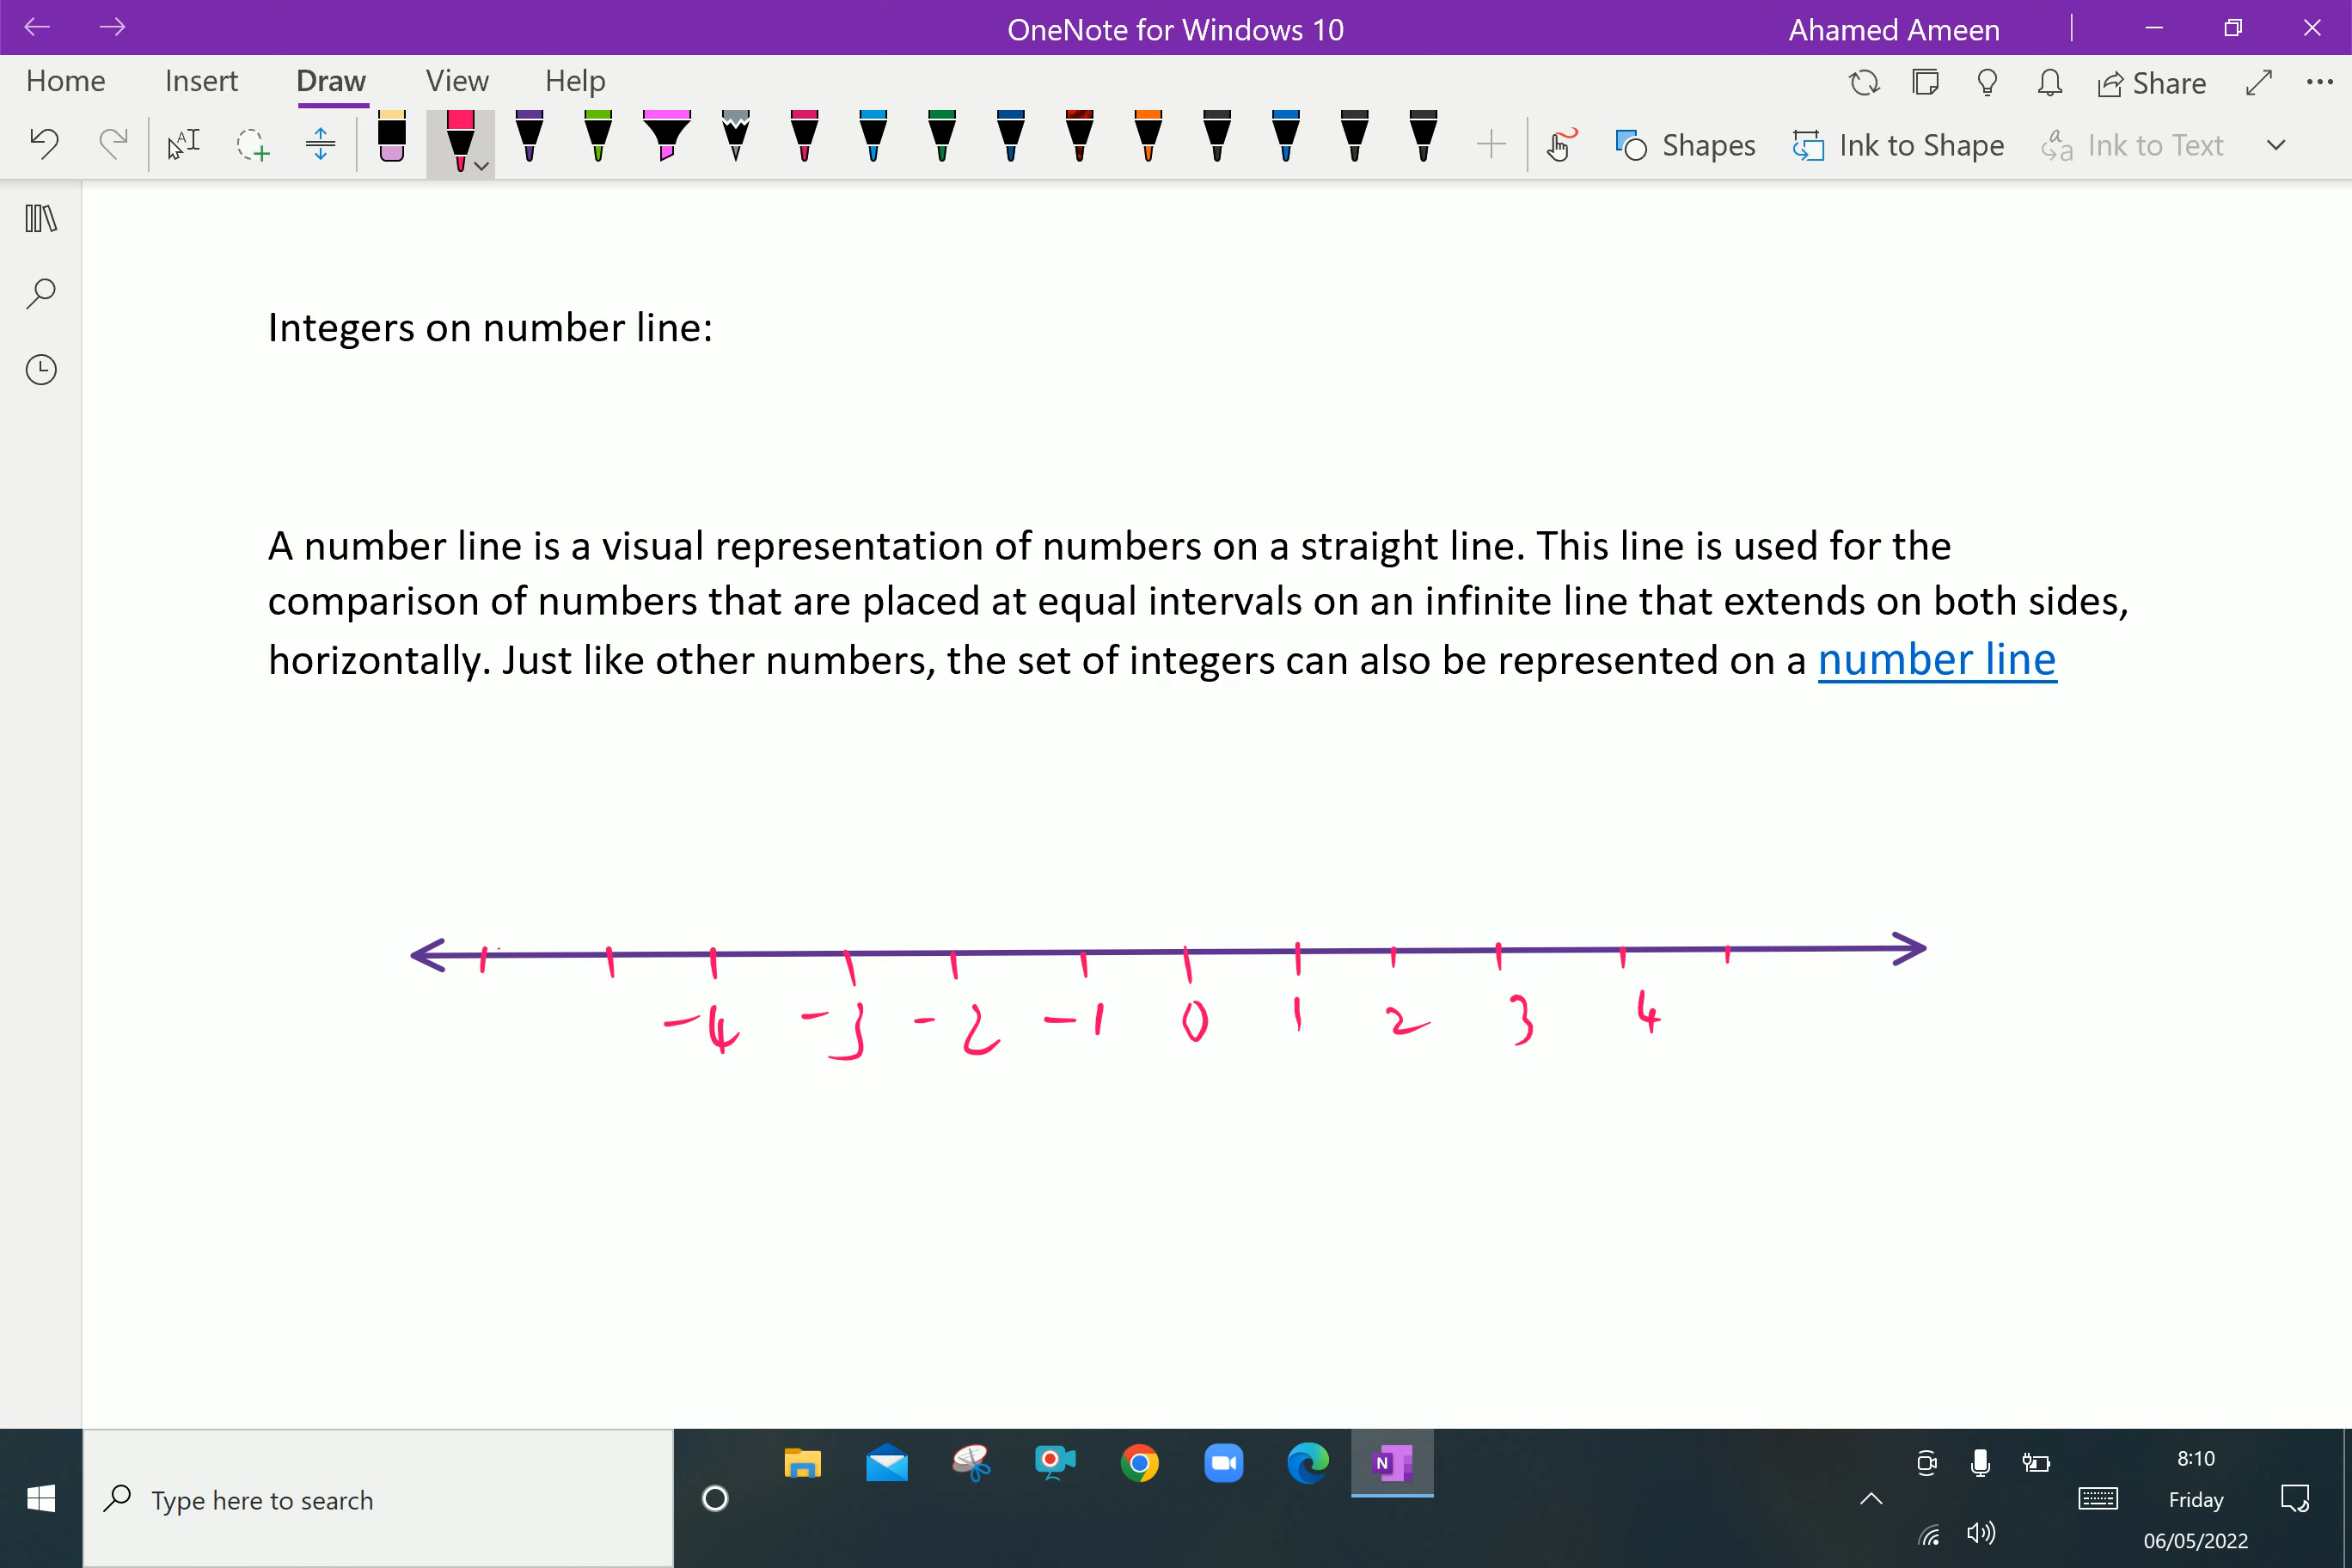 OneNote for Windows 10
Ahamed Ameen
Home Insert Draw View Help
Share
Shapes Ink to Shape Ink to Text
Integers on number line:
A number line is a visual representation of numbers on a straight line. This line is used for the
comparison of numbers that are placed at equal intervals on an infinite line that extends on both sides,
horizontally. Just like other numbers, the set of integers can also be represented on a number line
-4 -3 -2 -1 0 1 2 3 4
Type here to search
8:10
Friday
06/05/2022